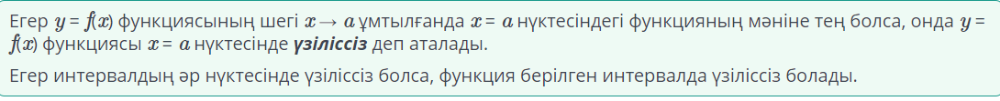 Егер y = f(x) функциясының шегі x → a ұмтылғанда x = a нүктесіндегі функцияның мәніне тең болса, онда y =
f(x) функциясы x = a нүктесінде үзіліссіз деп аталады.
Егер интервалдың әр нүктесінде үзіліссіз болса, функция берілген интервалда үзіліссіз болады.